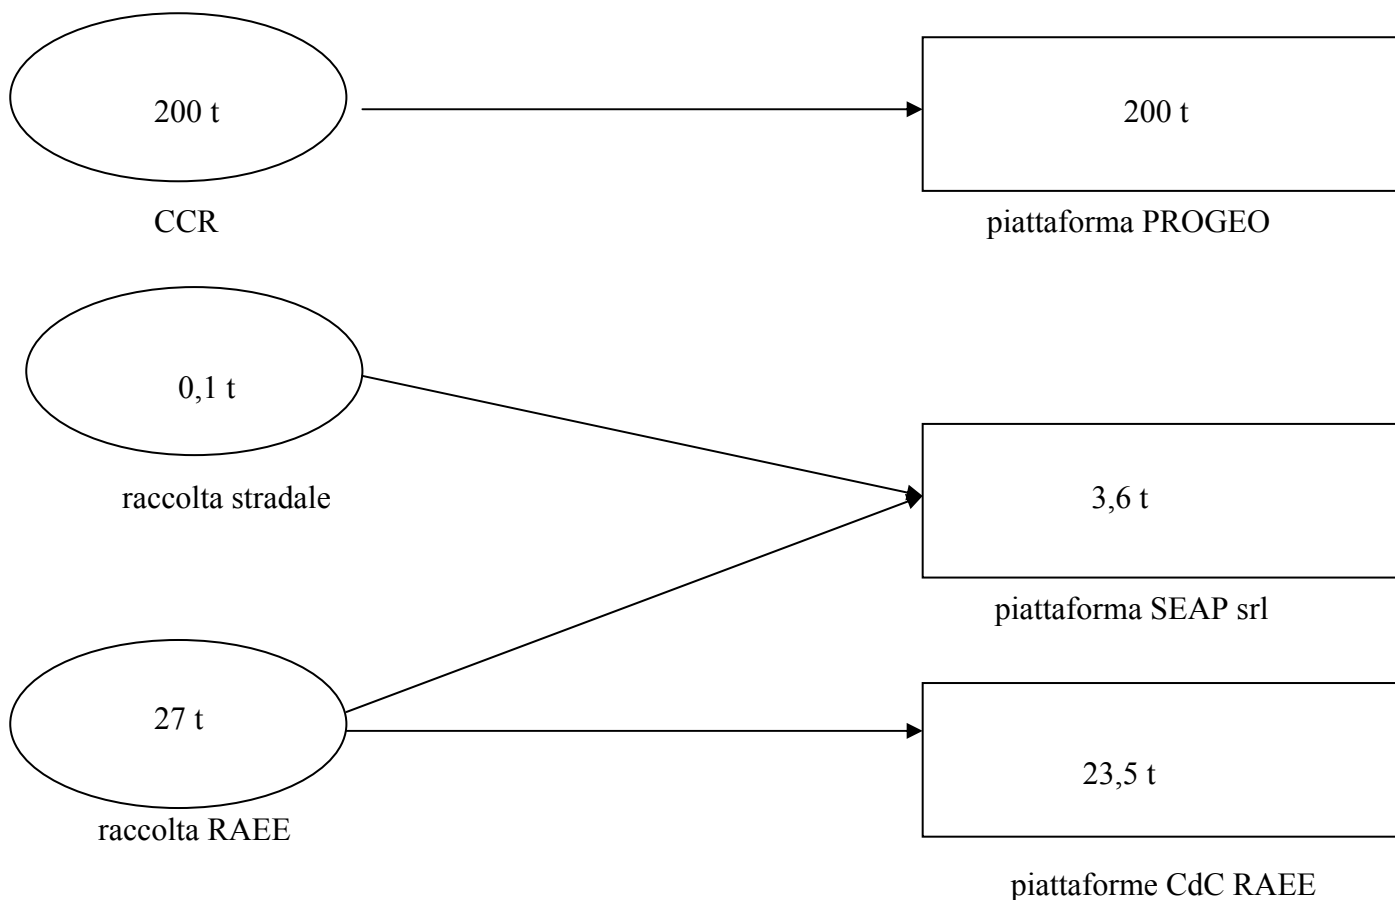 200 t
200 t
CCR
piattaforma PROGEO
0,1 t
raccolta stradale
3,6 t
piattaforma SEAP srl
27 t
raccolta RAEE
23,5 t
piattaforme CdC RAEE